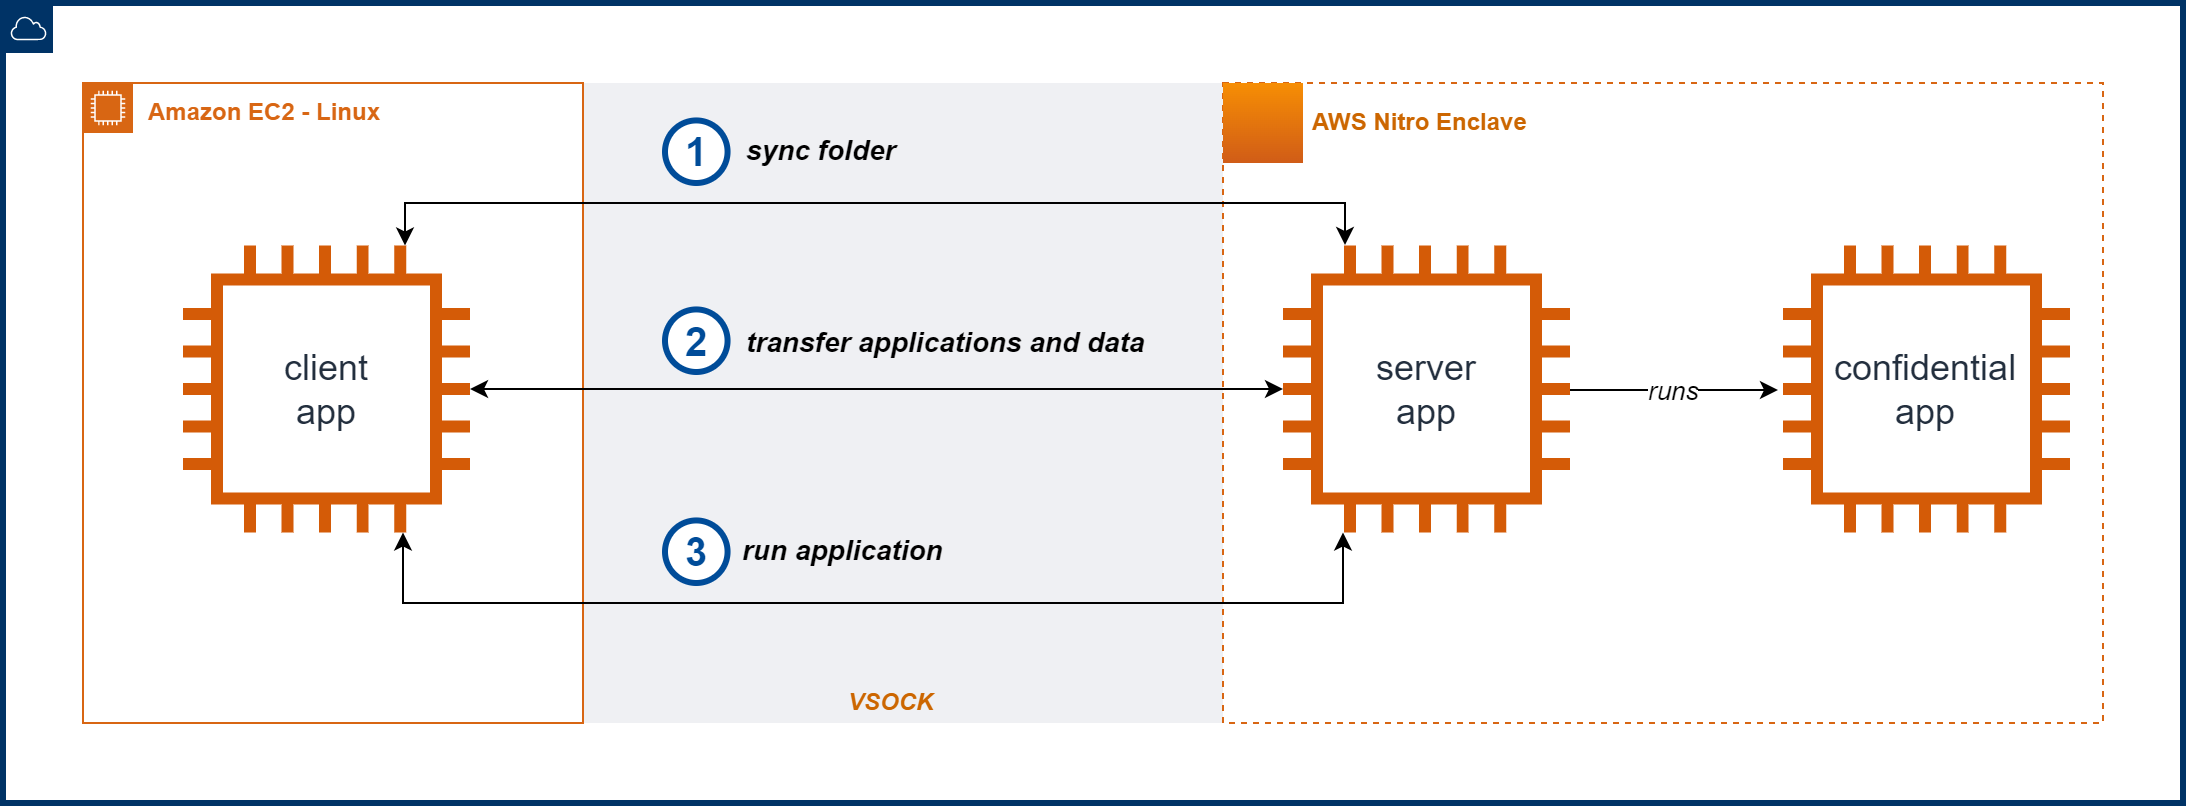 Amazon EC2 - Linux
1 sync folder
AWS Nitro Enclave
2 transfer applications and data
client
app
server
app
runs
confidential
app
3 run application
VSOCK